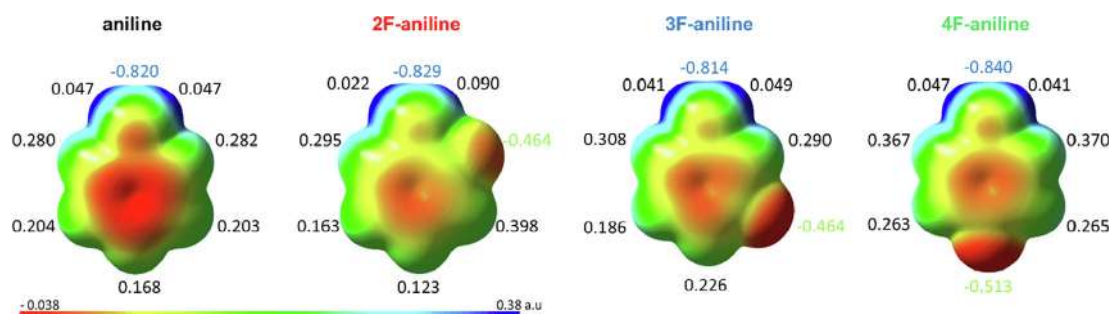 aniline 2F-aniline 3F-aniline 4F-aniline
-0.820 -0.829 -0.814 -0.840
0.047 0.047 0.022 0.090 0.041 0.049 0.047 0.041
0.280 0.282 0.295 -0.464 0.308 0.290 0.367 0.370
0.204 0.203 0.163 0.398 0.186 -0.464 0.263 0.265
0.168 0.123 0.226 -0.513
- 0.038 0.38 a.u